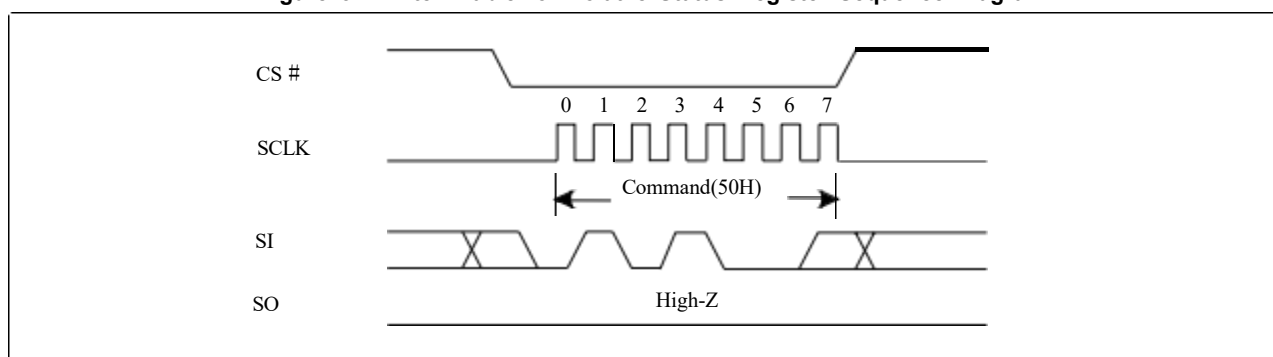 CS #
0 1 2 3 4 5 6 7
SCLK
Command(50H)
SI
SO
High-Z